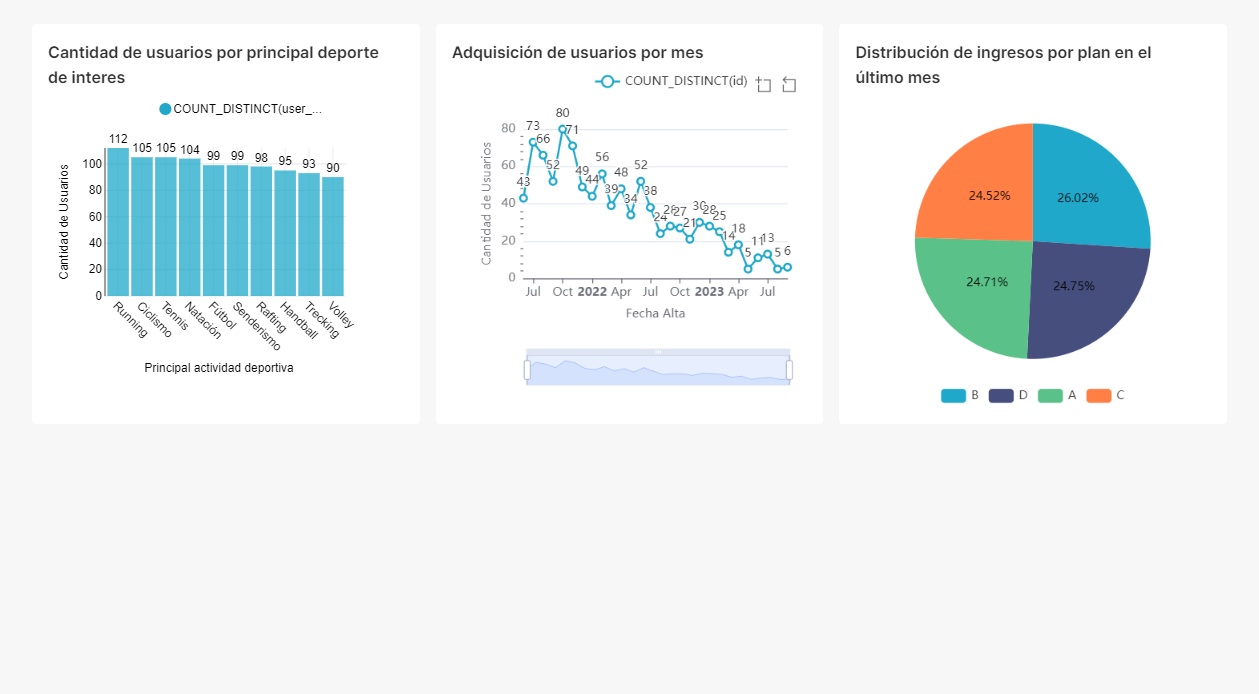 Cantidad de usuarios por principal deporte
de interes
COUNT_DISTINCT(user_...
Cantidad de Usuarios
100
80
60
40
20
0
112
105
105
104
99
99
98
95
93
90
Running
Ciclismo
Tennis
Natación
Fútbol
Senderismo
Rafting
Handball
Trecking
Volley
Principal actividad deportiva
Adquisición de usuarios por mes
COUNT_DISTINCT(id)
Cantidad de Usuarios
80
60
40
20
0
43
73
66
52
80
71
49
44
56
39
48
34
52
38
24
28
27
21
30
28
25
14
18
5
11
13
5
6
Jul
Oct
2022
Apr
Jul
Oct
2023
Apr
Jul
Fecha Alta
Distribución de ingresos por plan en el
último mes
24.52%
26.02%
24.71%
24.75%
B
D
A
C